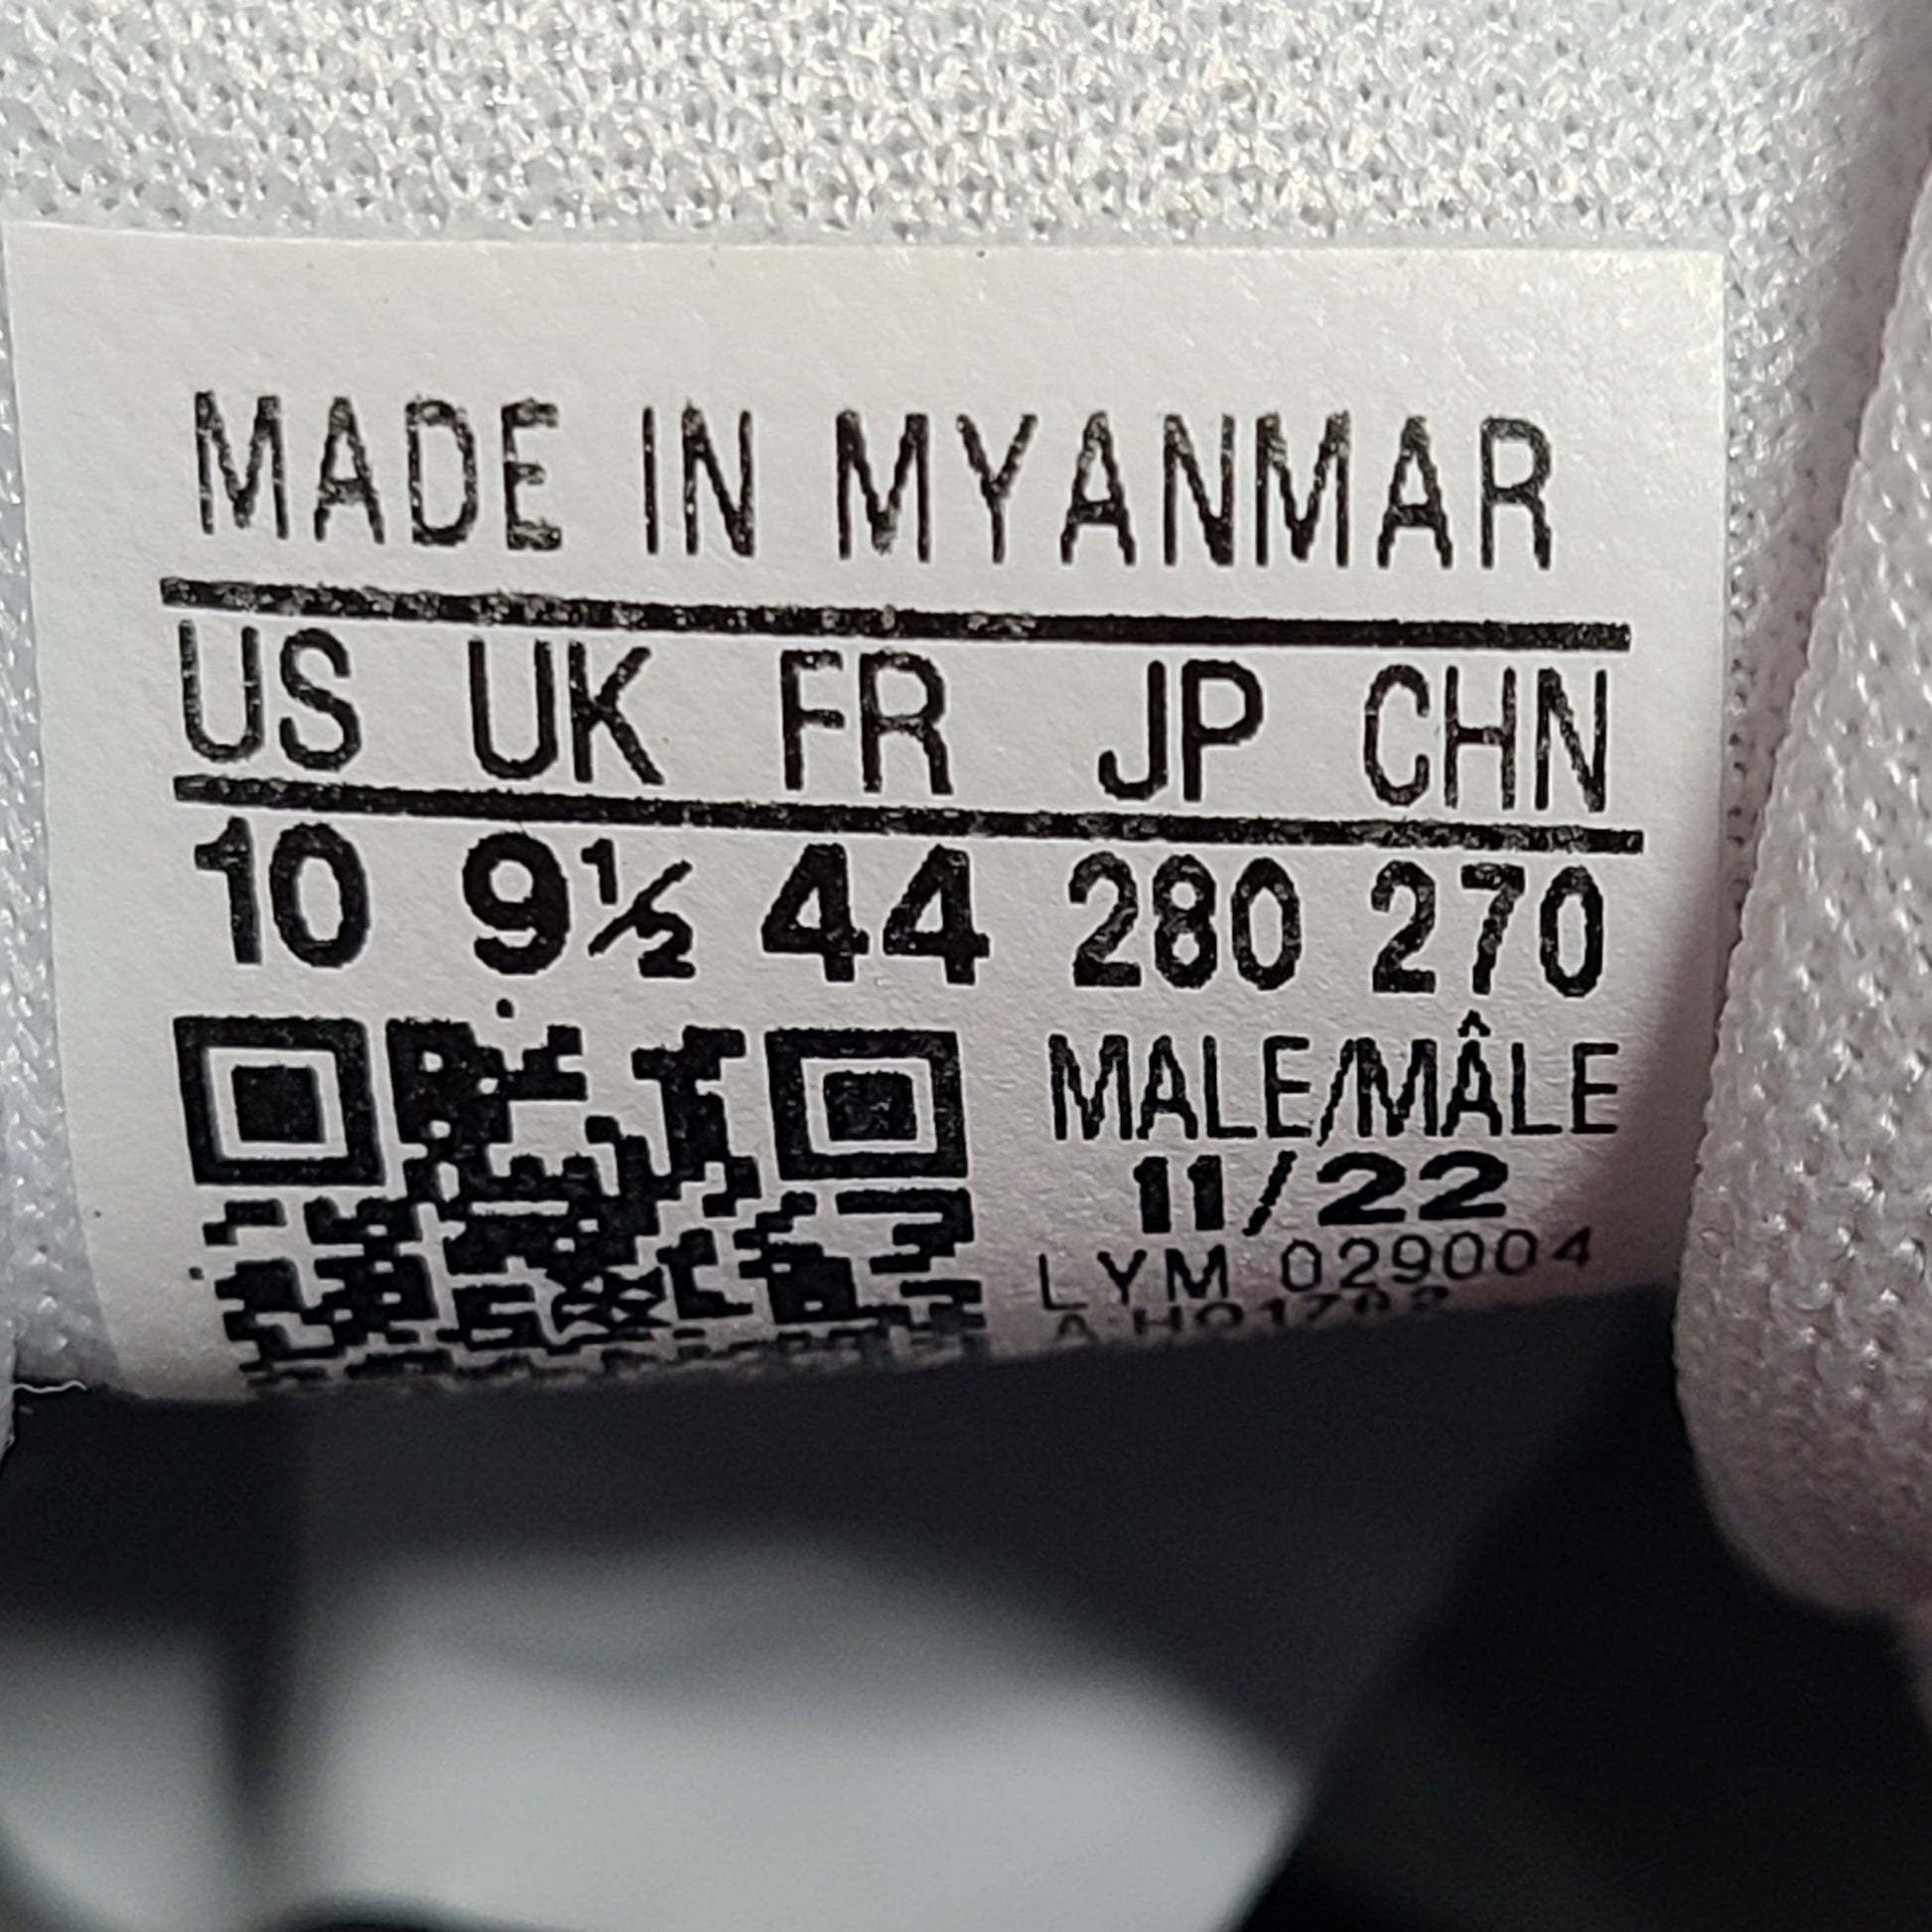 MADE IN MYANMAR
US UK FR JP CHN
10 9½ 44 280 270
MALE/MÂLE
11/22
LYM 029004